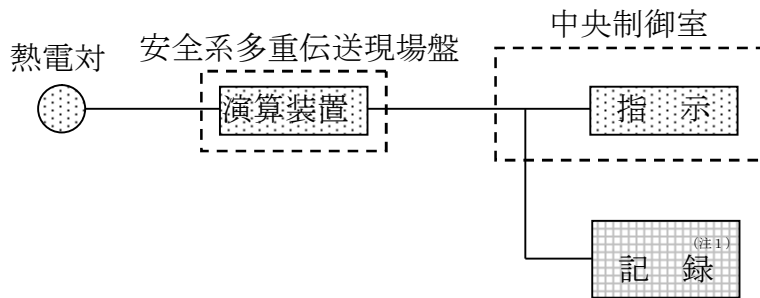 中央制御室
熱電対
安全系多重伝送現場盤
演算装置
指 示
(注1)
記 録